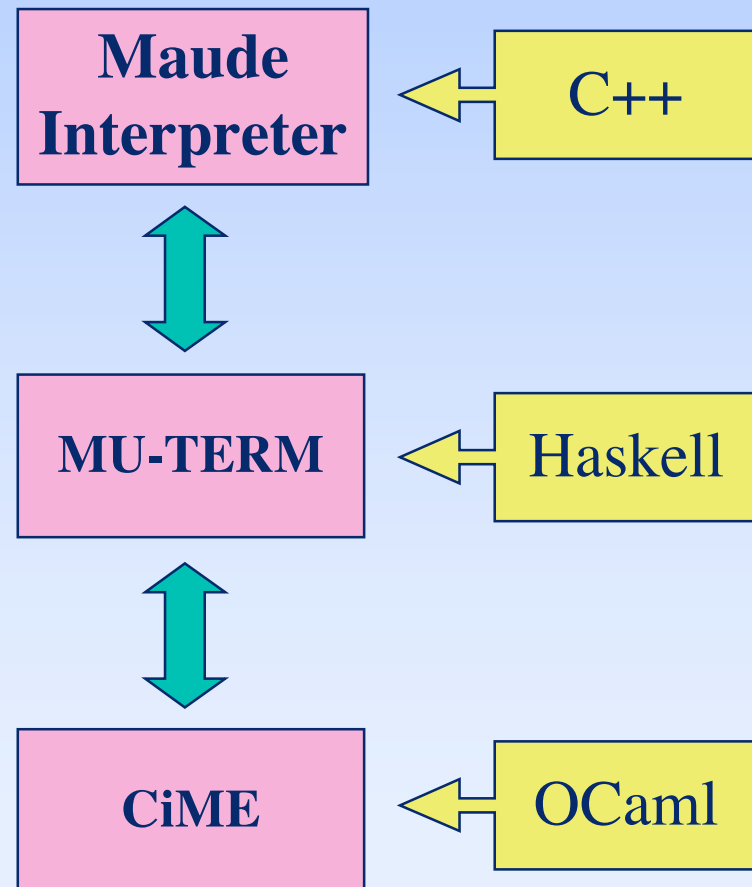 Maude
Interpreter
C++
MU-TERM
Haskell
CiME
OCaml